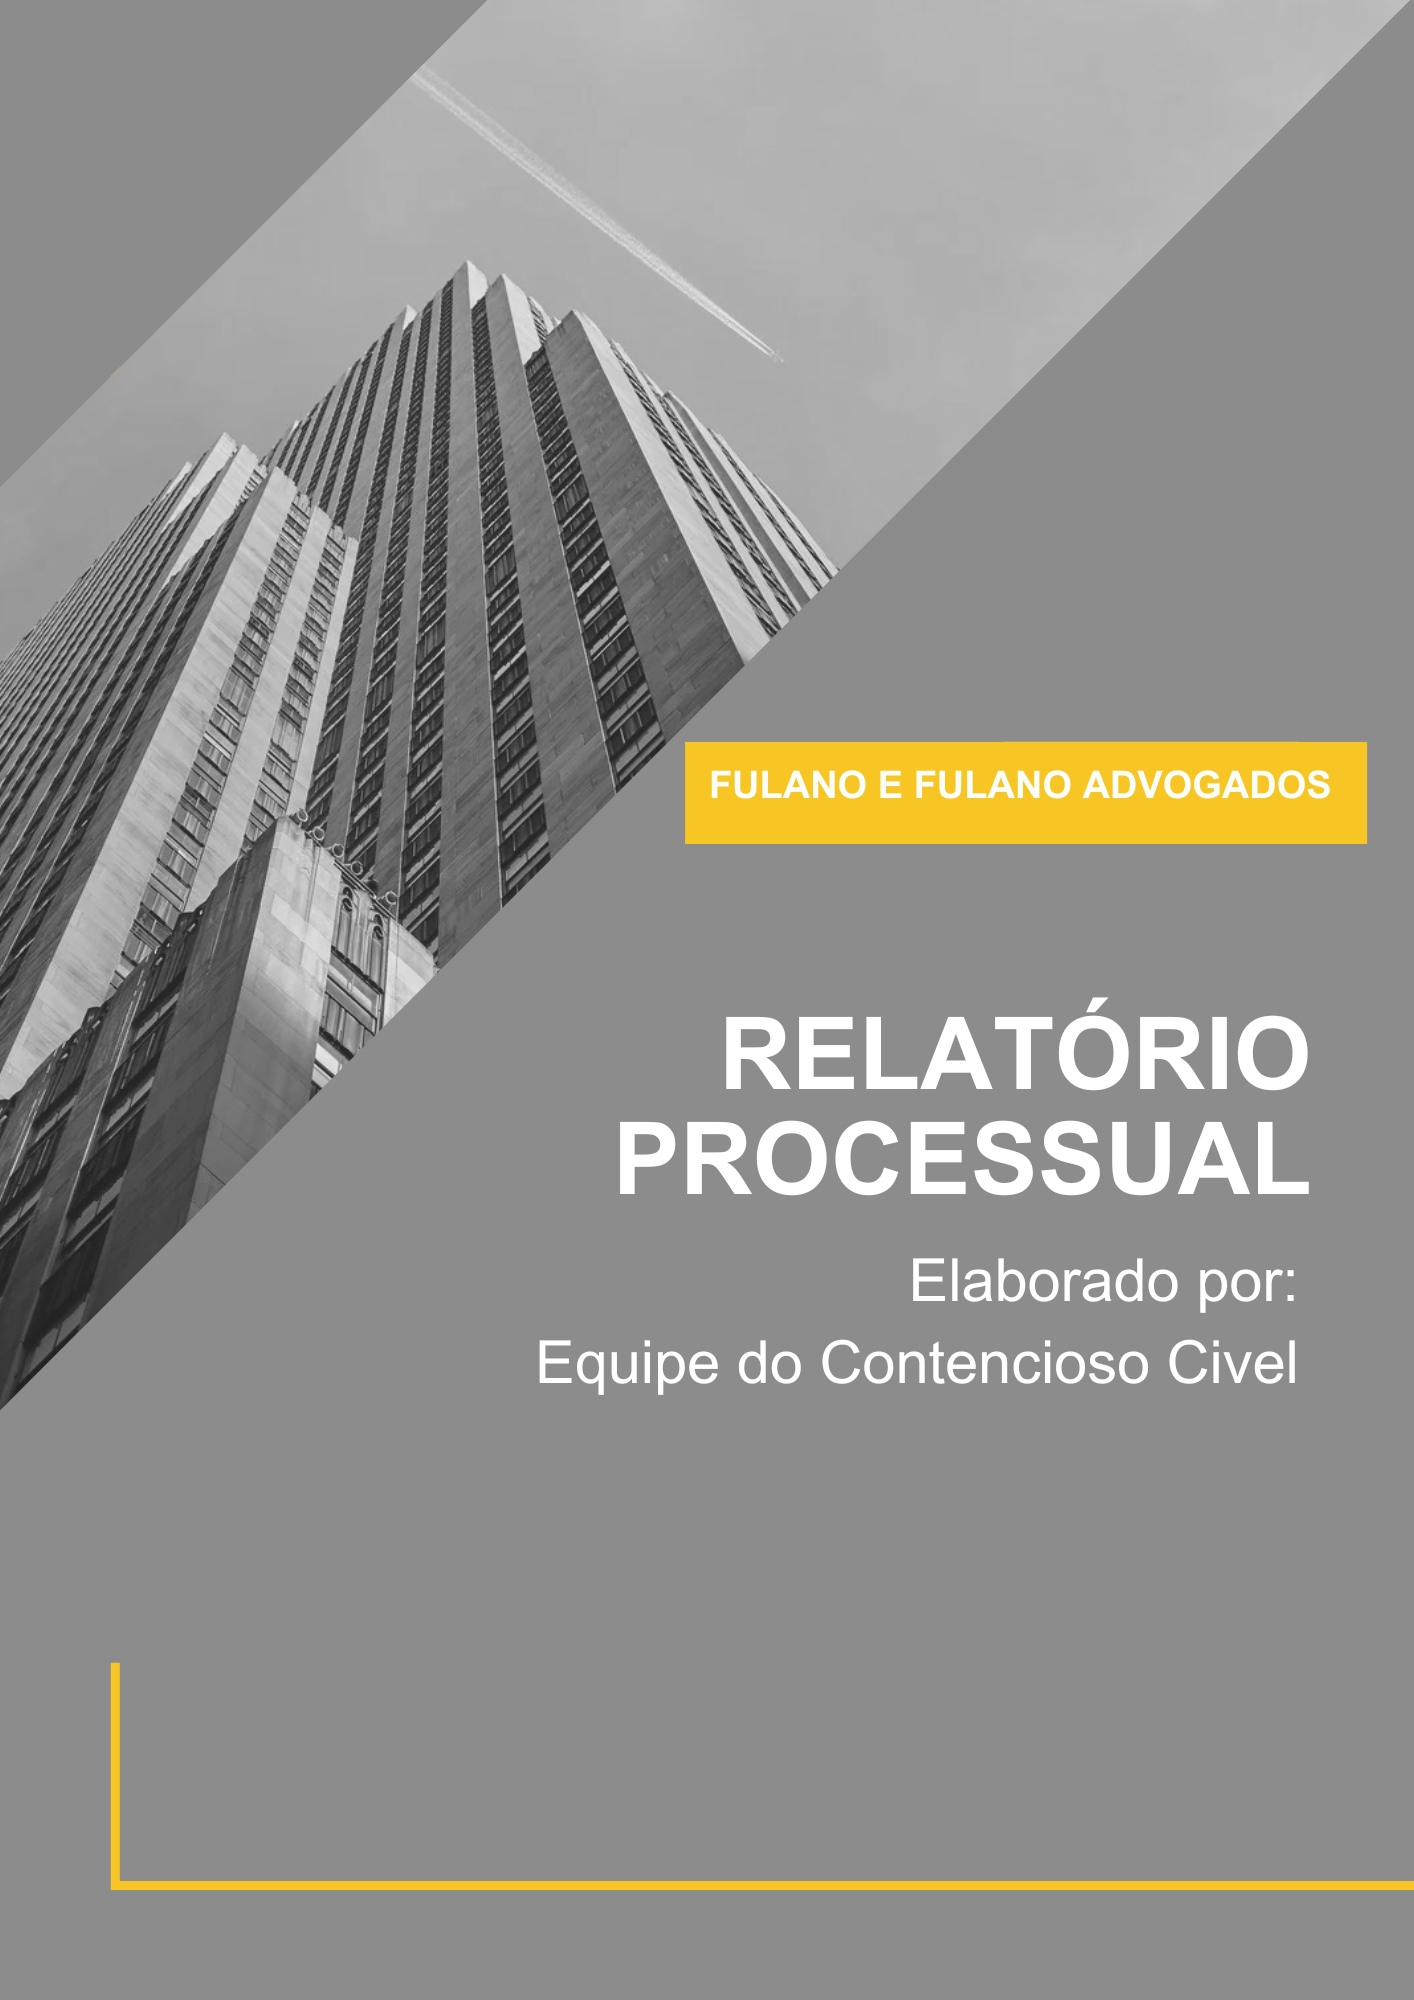 FULANO E FULANO ADVOGADOS
RELATÓRIO
PROCESSUAL
Elaborado por:
Equipe do Contencioso Civel